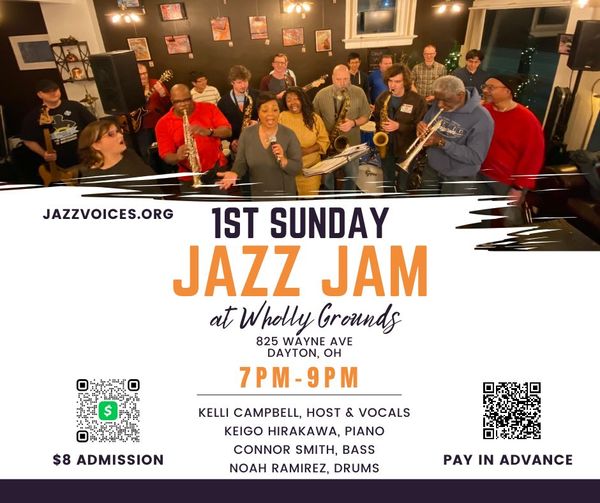 JAZZVOICES.ORG
1ST SUNDAY
JAZZ JAM
at Wholly Grounds
825 WAYNE AVE
DAYTON, OH
7PM-9PM
KELLI CAMPBELL, HOST & VOCALS
KEIGO HIRAKAWA, PIANO
CONNOR SMITH, BASS
NOAH RAMIREZ, DRUMS
$
$8 ADMISSION
PAY IN ADVANCE